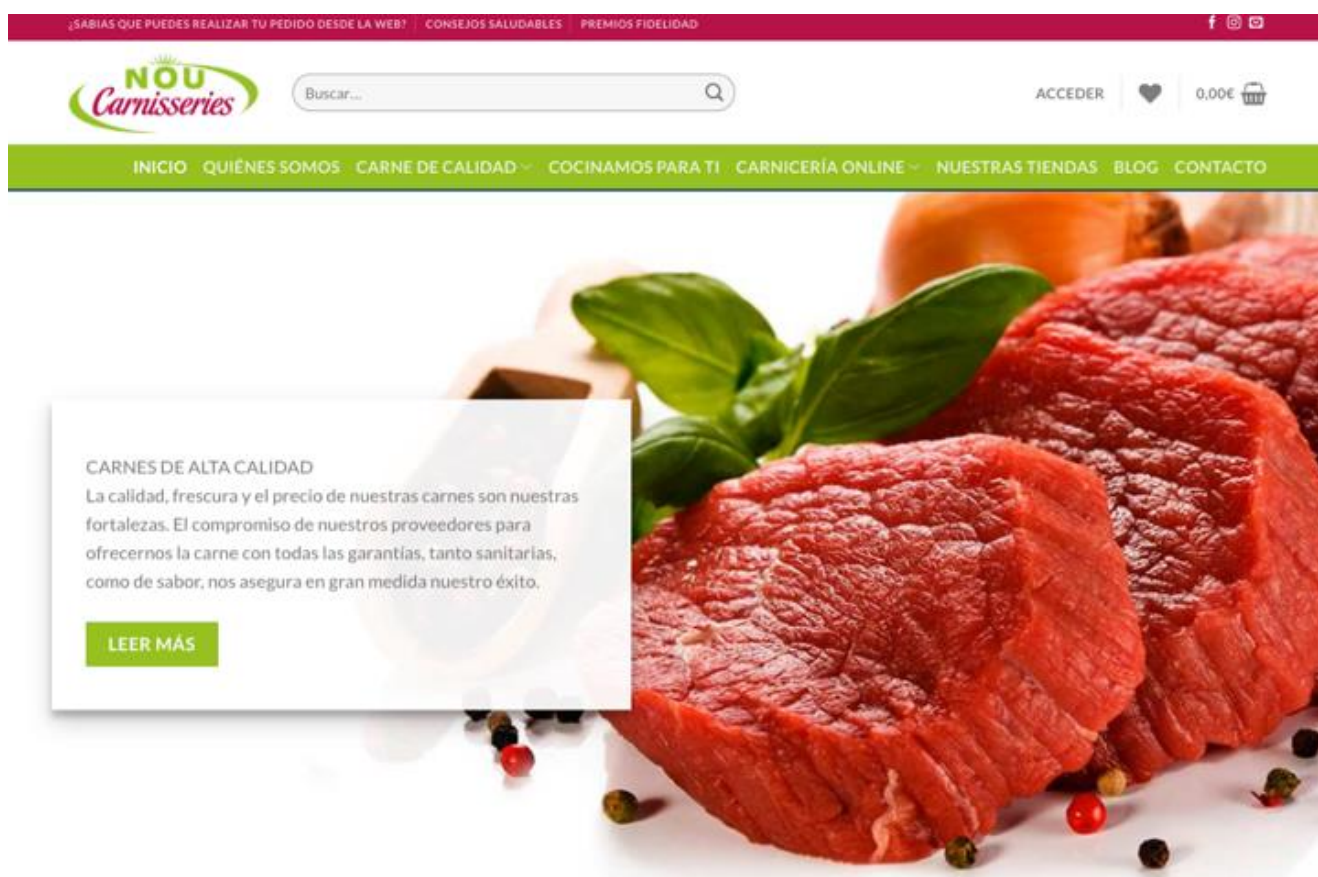 ¿SABIAS QUE PUEDES REALIZAR TU PEDIDO DESDE LA WEB? CONSEJOS SALUDABLES PREMIOS FIDELIDAD
NOU
Carnisseries
Buscar...
ACCEDER 0,00€
INICIO QUIÉNES SOMOS CARNE DE CALIDAD COCINAMOS PARA TI CARNICERÍA ONLINE NUESTRAS TIENDAS BLOG CONTACTO
CARNES DE ALTA CALIDAD
La calidad, frescura y el precio de nuestras carnes son nuestras
fortalezas. El compromiso de nuestros proveedores para
ofrecernos la carne con todas las garantías, tanto sanitarias,
como de sabor, nos asegura en gran medida nuestro éxito.
LEER MÁS